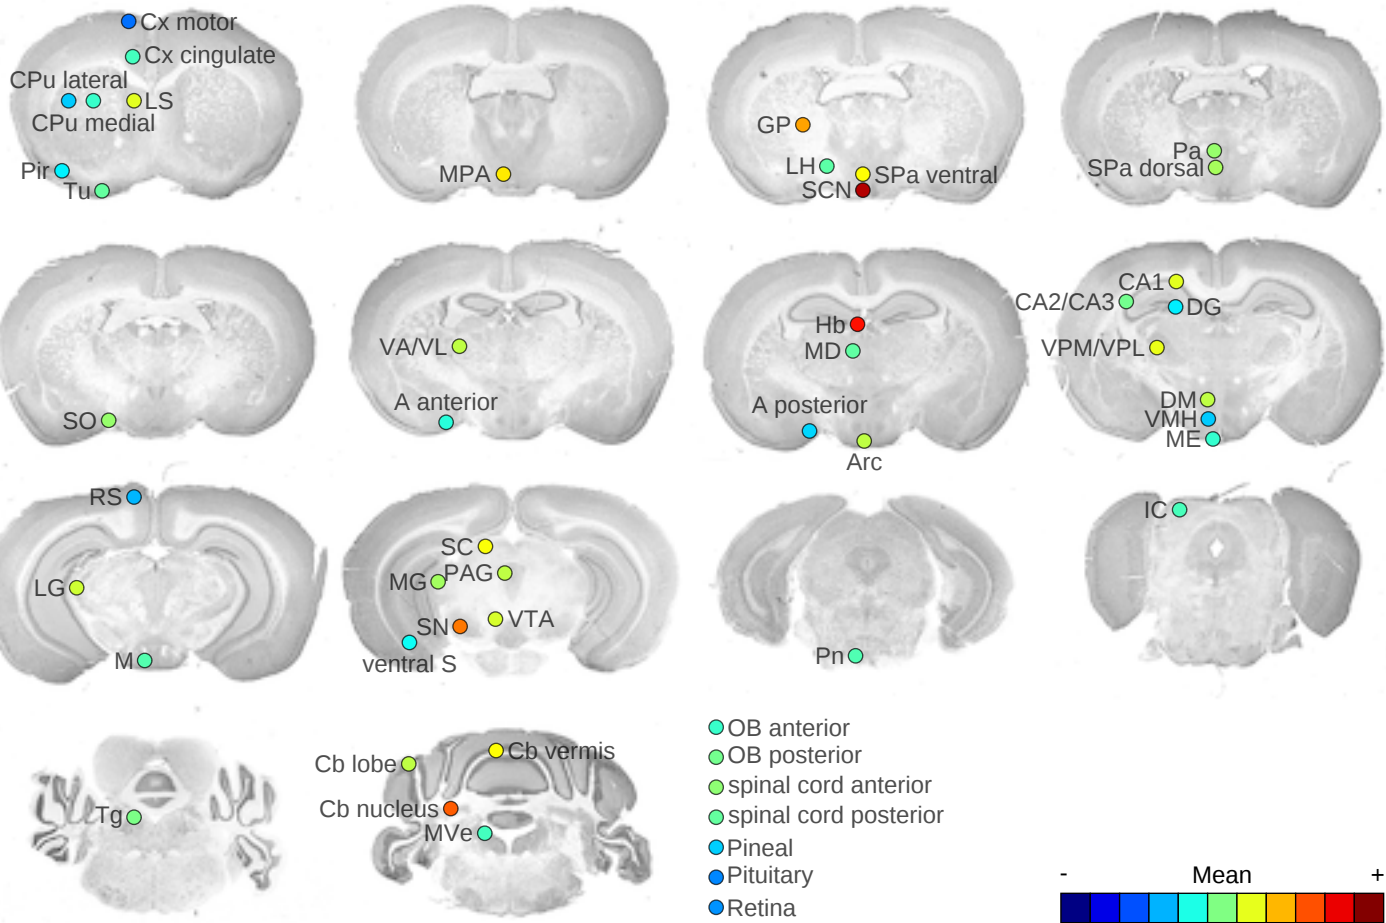 Cx motor
Cx cingulate
CPu lateral
LS
CPu medial
Pir
Tu
MPA
GP
LH
SPa ventral
SCN
Pa
SPa dorsal
SO
VA/VL
A anterior
Hb
MD
A posterior
Arc
CA1
CA2/CA3
DG
VPM/VPL
DM
VMH
ME
RS
LG
M
SC
MG
PAG
SN
VTA
ventral S
Pn
IC
Tg
Cb lobe
Cb vermis
Cb nucleus
MVe
OB anterior
OB posterior
spinal cord anterior
spinal cord posterior
Pineal
Pituitary
Retina
- Mean +